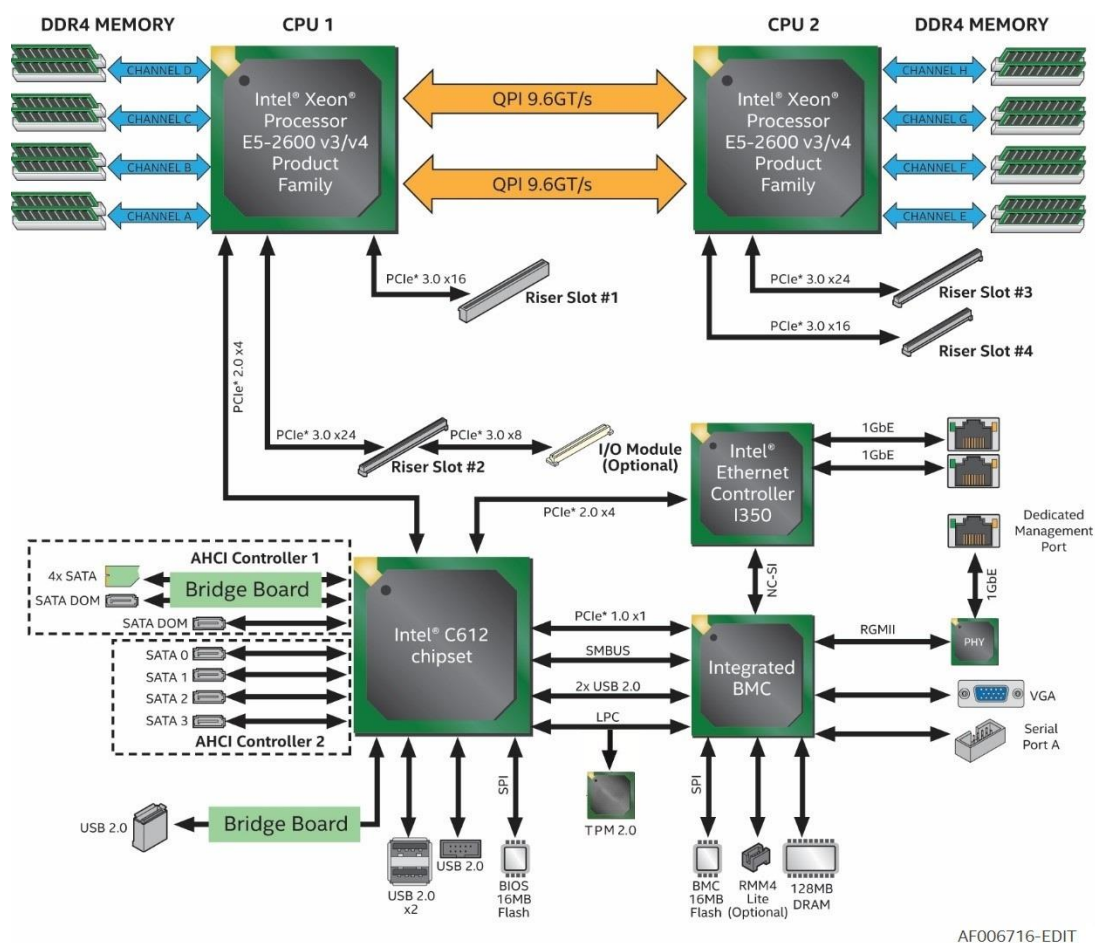 DDR4 MEMORY
CPU 1
CPU 2
DDR4 MEMORY
CHANNEL D
CHANNEL C
CHANNEL B
CHANNEL A
Intel® Xeon®
Processor
E5-2600 v3/v4
Product
Family
QPI 9.6GT/s
QPI 9.6GT/s
Intel® Xeon®
Processor
E5-2600 v3/v4
Product
Family
CHANNEL H
CHANNEL G
CHANNEL F
CHANNEL E
PCIe* 3.0 x16
Riser Slot #1
PCIe* 3.0 x24
Riser Slot #3
PCIe* 3.0 x16
Riser Slot #4
PCIe* 2.0 x4
PCIe* 3.0 x24
Riser Slot #2
PCIe* 3.0 x8
I/O Module
(Optional)
PCIe* 2.0 x4
Intel®
Ethernet
Controller
I350
1GbE
1GbE
Dedicated
Management
Port
1GbE
NC-SI
AHCI Controller 1
4x SATA
Bridge Board
SATA DOM
SATA DOM
SATA 0
SATA 1
SATA 2
SATA 3
AHCI Controller 2
Intel® C612
chipset
PCIe* 1.0 x1
SMBUS
2x USB 2.0
LPC
Integrated
BMC
RGMII
PHY
VGA
Serial
Port A
USB 2.0
Bridge Board
USB 2.0
x2
USB 2.0
SPI
BIOS
16MB
Flash
TPM 2.0
SPI
BMC
16MB
Flash
RMM4
Lite
(Optional)
128MB
DRAM
AF006716-EDIT